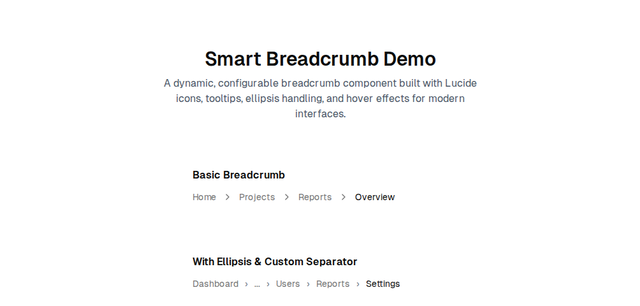 Smart Breadcrumb Demo
A dynamic, configurable breadcrumb component built with Lucide
icons, tooltips, ellipsis handling, and hover effects for modern
interfaces.
Basic Breadcrumb
Home > Projects > Reports > Overview
With Ellipsis & Custom Separator
Dashboard › ... › Users › Reports › Settings